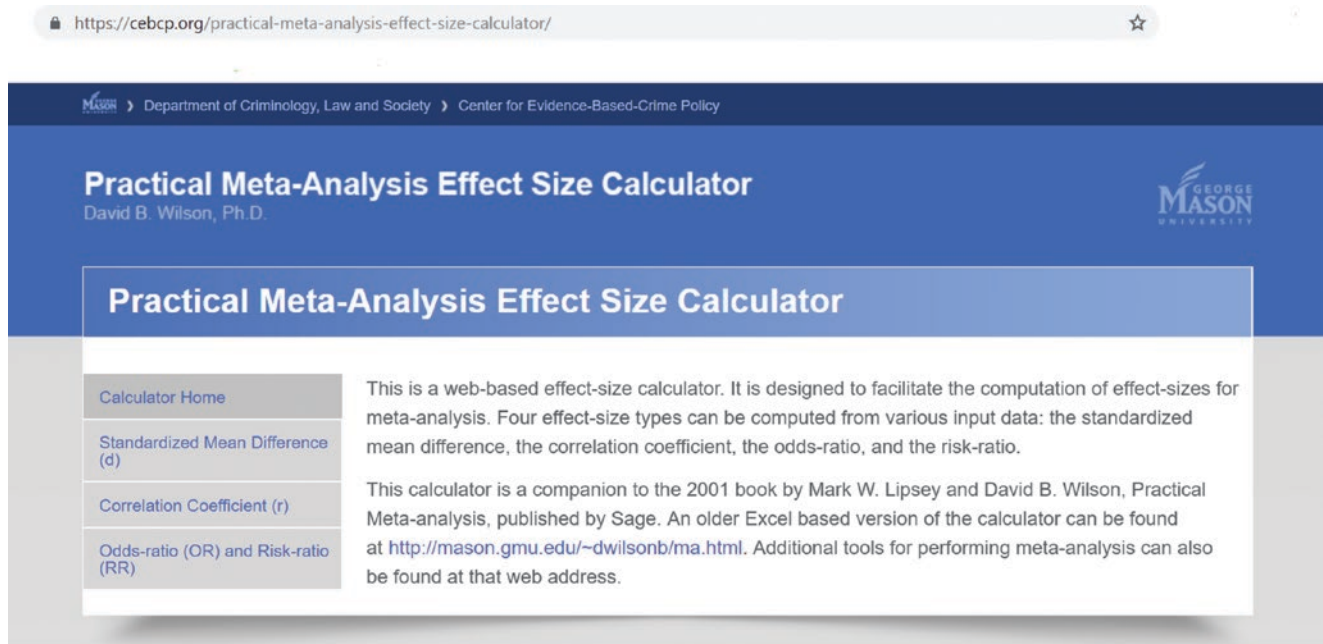 https://cebcp.org/practical-meta-analysis-effect-size-calculator/
MASON ❯ Department of Criminology, Law and Society ❯ Center for Evidence-Based-Crime Policy
Practical Meta-Analysis Effect Size Calculator
David B. Wilson, Ph.D.
GEORGE
MASON
UNIVERSITY
Practical Meta-Analysis Effect Size Calculator
Calculator Home
Standardized Mean Difference
(d)
Correlation Coefficient (r)
Odds-ratio (OR) and Risk-ratio
(RR)
This is a web-based effect-size calculator. It is designed to facilitate the computation of effect-sizes for
meta-analysis. Four effect-size types can be computed from various input data: the standardized
mean difference, the correlation coefficient, the odds-ratio, and the risk-ratio.
This calculator is a companion to the 2001 book by Mark W. Lipsey and David B. Wilson, Practical
Meta-analysis, published by Sage. An older Excel based version of the calculator can be found
at http://mason.gmu.edu/~dwilsonb/ma.html. Additional tools for performing meta-analysis can also
be found at that web address.